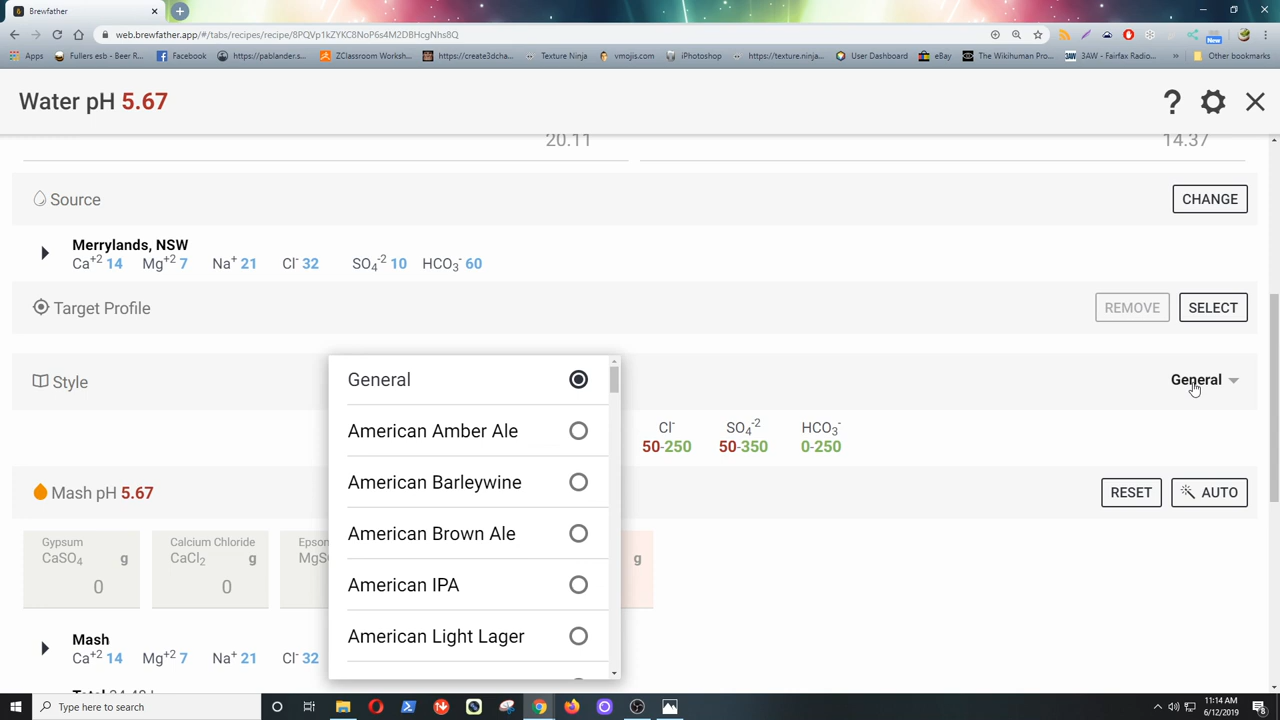 Brewfather
web.brewfather.app/#/tabs/recipes/recipe/8PQVp1kZYKC8NoP6s4M2DBHcgNhs8Q
New
Apps Fullers esb - Beer R... Facebook https://pablander.s... ZClassroom Worksh... https://create3dcha... Texture Ninja vmojis.com iPhotoshop https://texture.ninja... User Dashboard eBay The Wikihuman Pro... 3AW - Fairfax Radio... » Other bookmarks
Water pH 5.67 ?
20.11 14.37
Source CHANGE
Merrylands, NSW
Ca+2 14 Mg+2 7 Na+ 21 Cl- 32 SO4-2 10 HCO3- 60
Target Profile REMOVE SELECT
Style General
General
American Amber Ale
American Barleywine
American Brown Ale
American IPA
American Light Lager
Cl- SO4-2 HCO3-
50-250 50-350 0-250
Mash pH 5.67 RESET AUTO
Gypsum Calcium Chloride Epson
CaSO4 g CaCl2 g MgS g
0 0
Mash
Ca+2 14 Mg+2 7 Na+ 21 Cl- 32
Type here to search
11:14 AM
6/12/2019